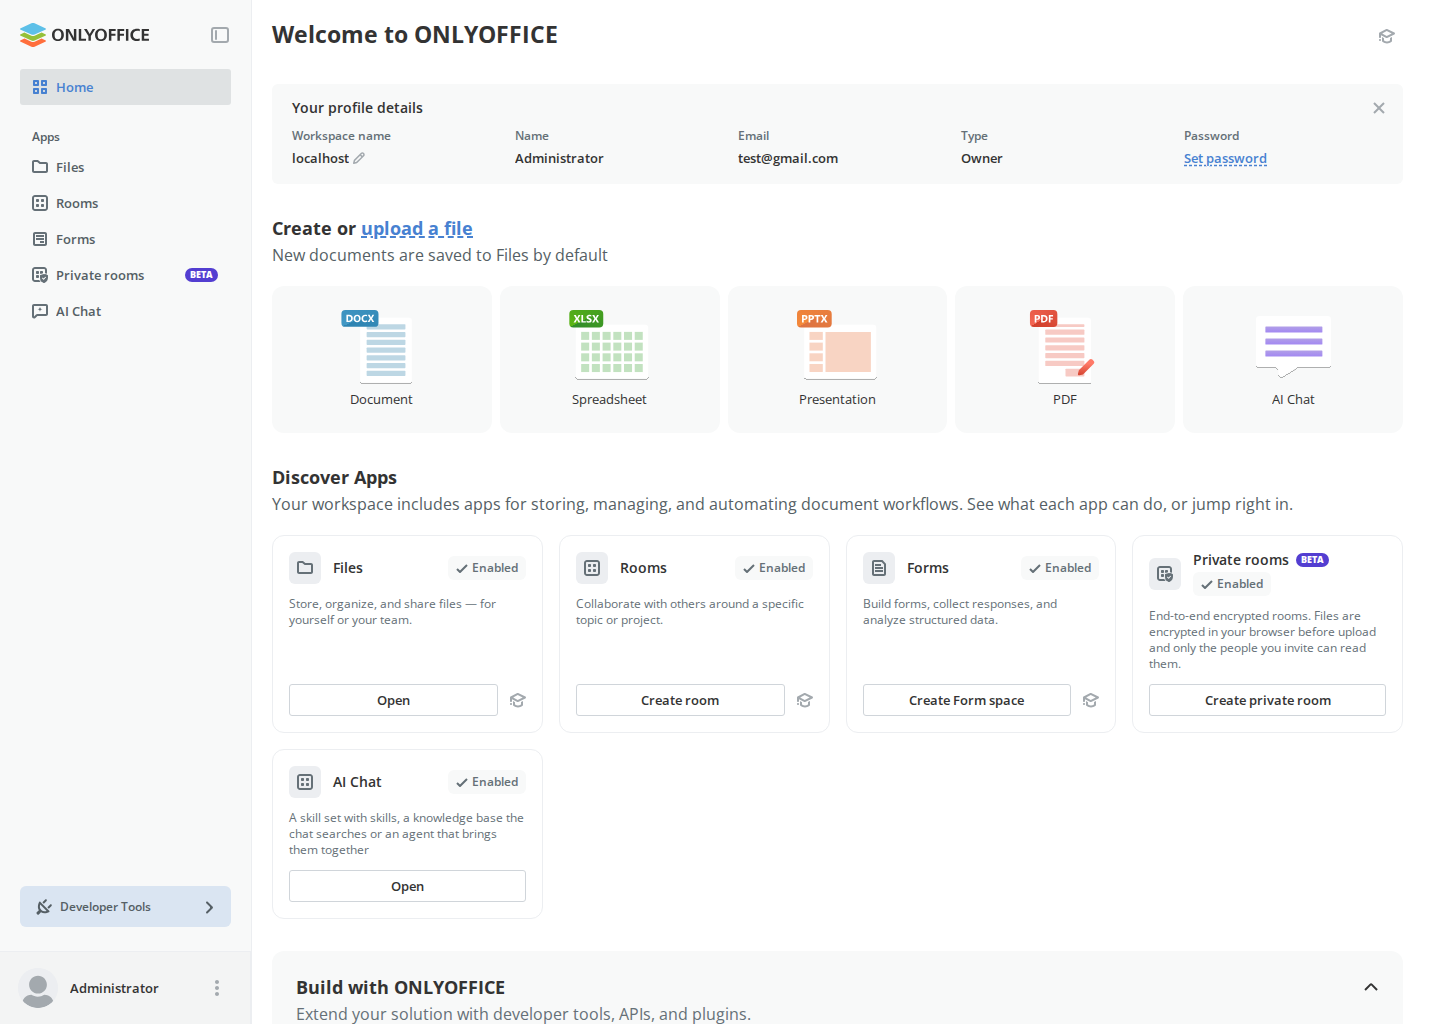 ONLYOFFICE
Home
Apps
Files
Rooms
Forms
Private rooms BETA
AI Chat
Developer Tools
Administrator
Welcome to ONLYOFFICE
Your profile details
Workspace name Name Email Type Password
localhost Administrator test@gmail.com Owner Set password
Create or upload a file
New documents are saved to Files by default
DOCX XLSX PPTX PDF
Document Spreadsheet Presentation PDF AI Chat
Discover Apps
Your workspace includes apps for storing, managing, and automating document workflows. See what each app can do, or jump right in.
Files Enabled
Store, organize, and share files — for
yourself or your team.
Open
Rooms Enabled
Collaborate with others around a specific
topic or project.
Create room
Forms Enabled
Build forms, collect responses, and
analyze structured data.
Create Form space
Private rooms BETA
Enabled
End-to-end encrypted rooms. Files are
encrypted in your browser before upload
and only the people you invite can read
them.
Create private room
AI Chat Enabled
A skill set with skills, a knowledge base the
chat searches or an agent that brings
them together
Open
Build with ONLYOFFICE
Extend your solution with developer tools, APIs, and plugins.